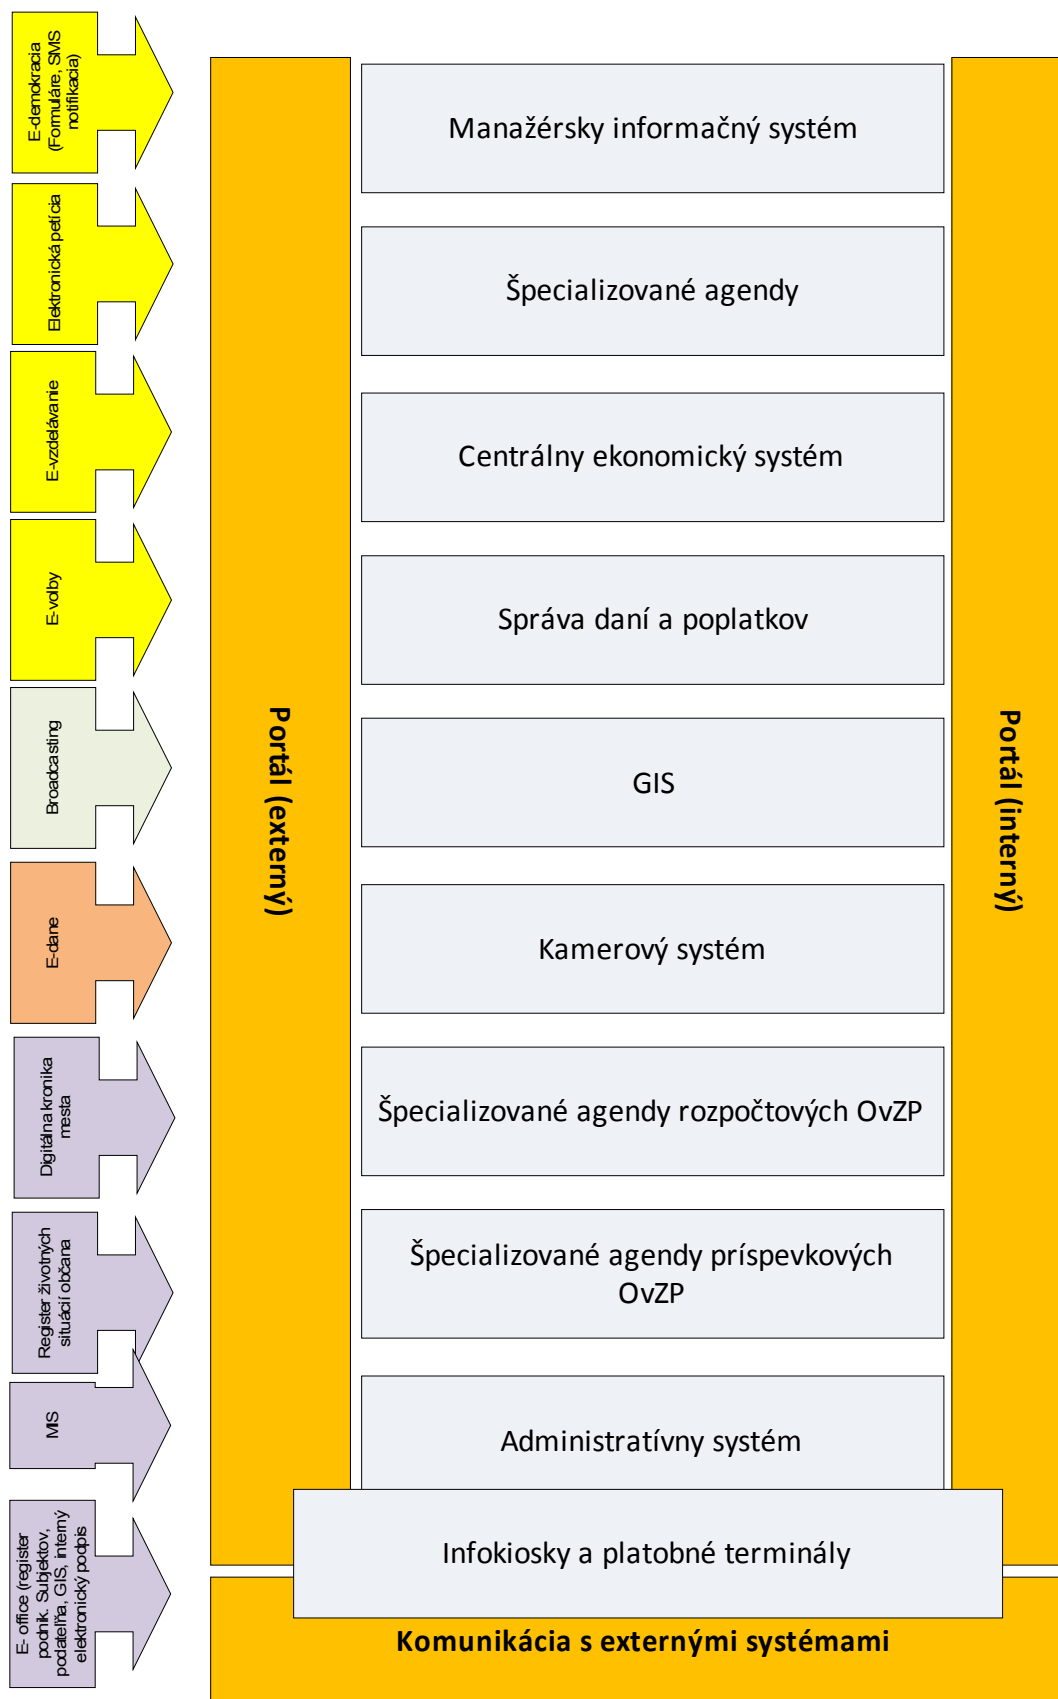 E-demokracia
(Formuláre, SMS
notifikacia)
Elektronická petícia
E-vzdelávanie
E-volby
Broadcasting
E-dane
Digitálna kronika
mesta
Register životných
situácií občana
MIS
E- office (register
podnik. Subjektov,
podateľňa, GIS, interný
elektronický podpis
Portál (externý)
Manažérsky informačný systém
Špecializované agendy
Centrálny ekonomický systém
Správa daní a poplatkov
GIS
Kamerový systém
Špecializované agendy rozpočtových OvZP
Špecializované agendy príspevkových
OvZP
Administratívny systém
Infokiosky a platobné terminály
Portál (interný)
Komunikácia s externými systémami